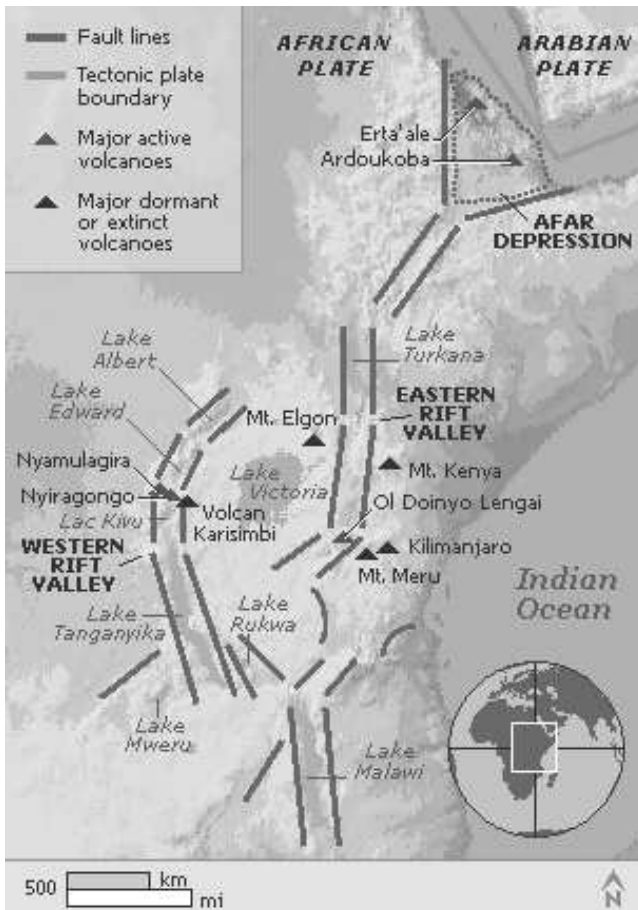 Fault lines
Tectonic plate
boundary
Major active
volcanoes
Major dormant
or extinct
volcanoes
AFRICAN
PLATE
ARABIAN
PLATE
Erta'ale
Ardoukoba
AFAR
DEPRESSION
Lake
Turkana
Lake
Albert
Lake
Edward
EASTERN
RIFT
VALLEY
Mt. Elgon
Nyamulagira
Lake
Victoria
Mt. Kenya
Nyiragongo
Ol Doinyo Lengai
Lac Kivu
Volcan
Karisimbi
WESTERN
RIFT
VALLEY
Kilimanjaro
Mt. Meru
Indian
Ocean
Lake
Tanganyika
Lake
Rukwa
Lake
Mweru
Lake
Malawi
500 km
mi
N